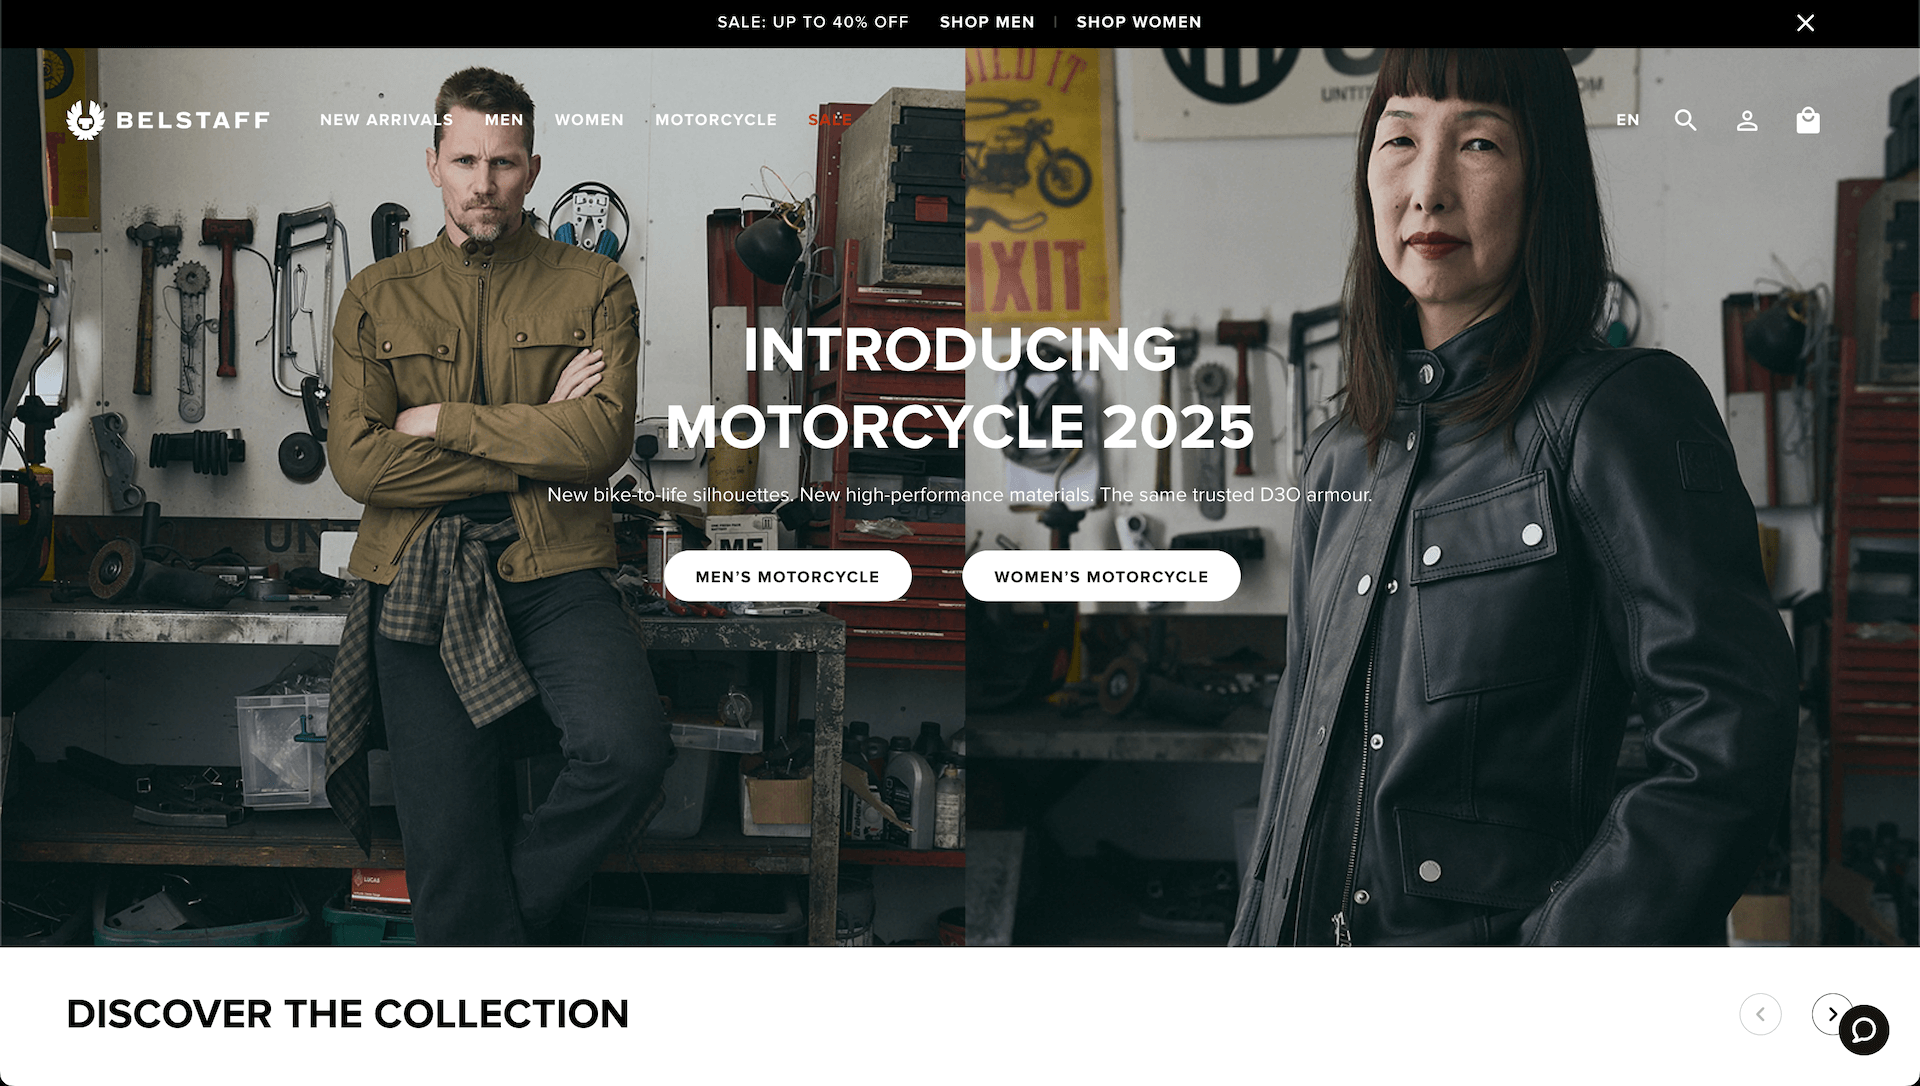 SALE: UP TO 40% OFF SHOP MEN | SHOP WOMEN
BELSTAFF NEW ARRIVALS MEN WOMEN MOTORCYCLE SALE EN
INTRODUCING
MOTORCYCLE 2025
New bike-to-life silhouettes. New high-performance materials. The same trusted D3O armour.
MEN’S MOTORCYCLE WOMEN’S MOTORCYCLE
LUCAS
DISCOVER THE COLLECTION